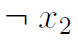 ¬ x₂